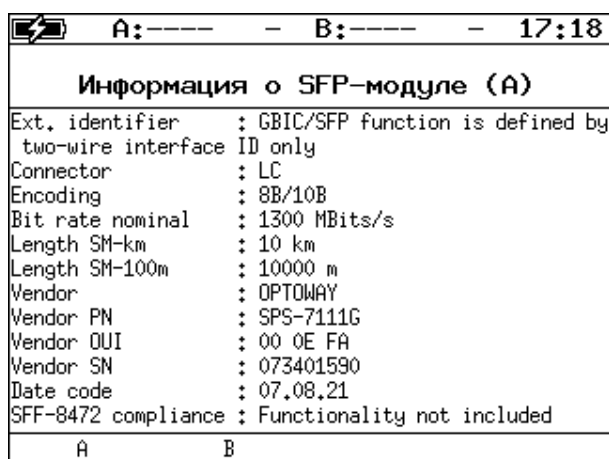 A:---- - B:---- - 17:18
Информация о SFP-модуле (A)
Ext. identifier : GBIC/SFP function is defined by
two-wire interface ID only
Connector : LC
Encoding : 8B/10B
Bit rate nominal : 1300 MBits/s
Length SM-km : 10 km
Length SM-100m : 10000 m
Vendor : OPTOWAY
Vendor PN : SPS-7111G
Vendor OUI : 00 0E FA
Vendor SN : 073401590
Date code : 07.08.21
SFF-8472 compliance : Functionality not included
A B